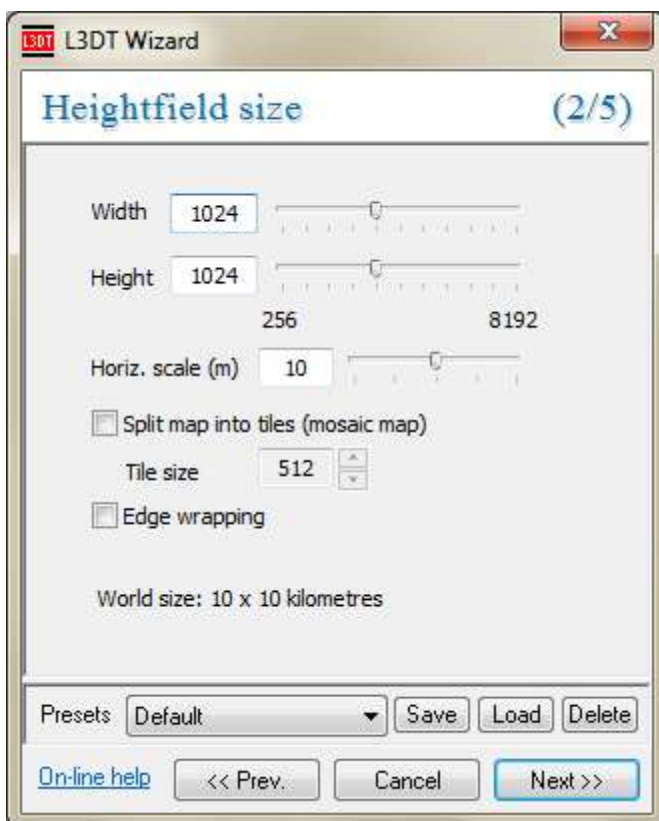 L3DT L3DT Wizard
Heightfield size (2/5)
Width 1024
Height 1024
256 8192
Horiz. scale (m) 10
Split map into tiles (mosaic map)
Tile size 512
Edge wrapping
World size: 10 x 10 kilometres
Presets Default Save Load Delete
On-line help << Prev. Cancel Next >>